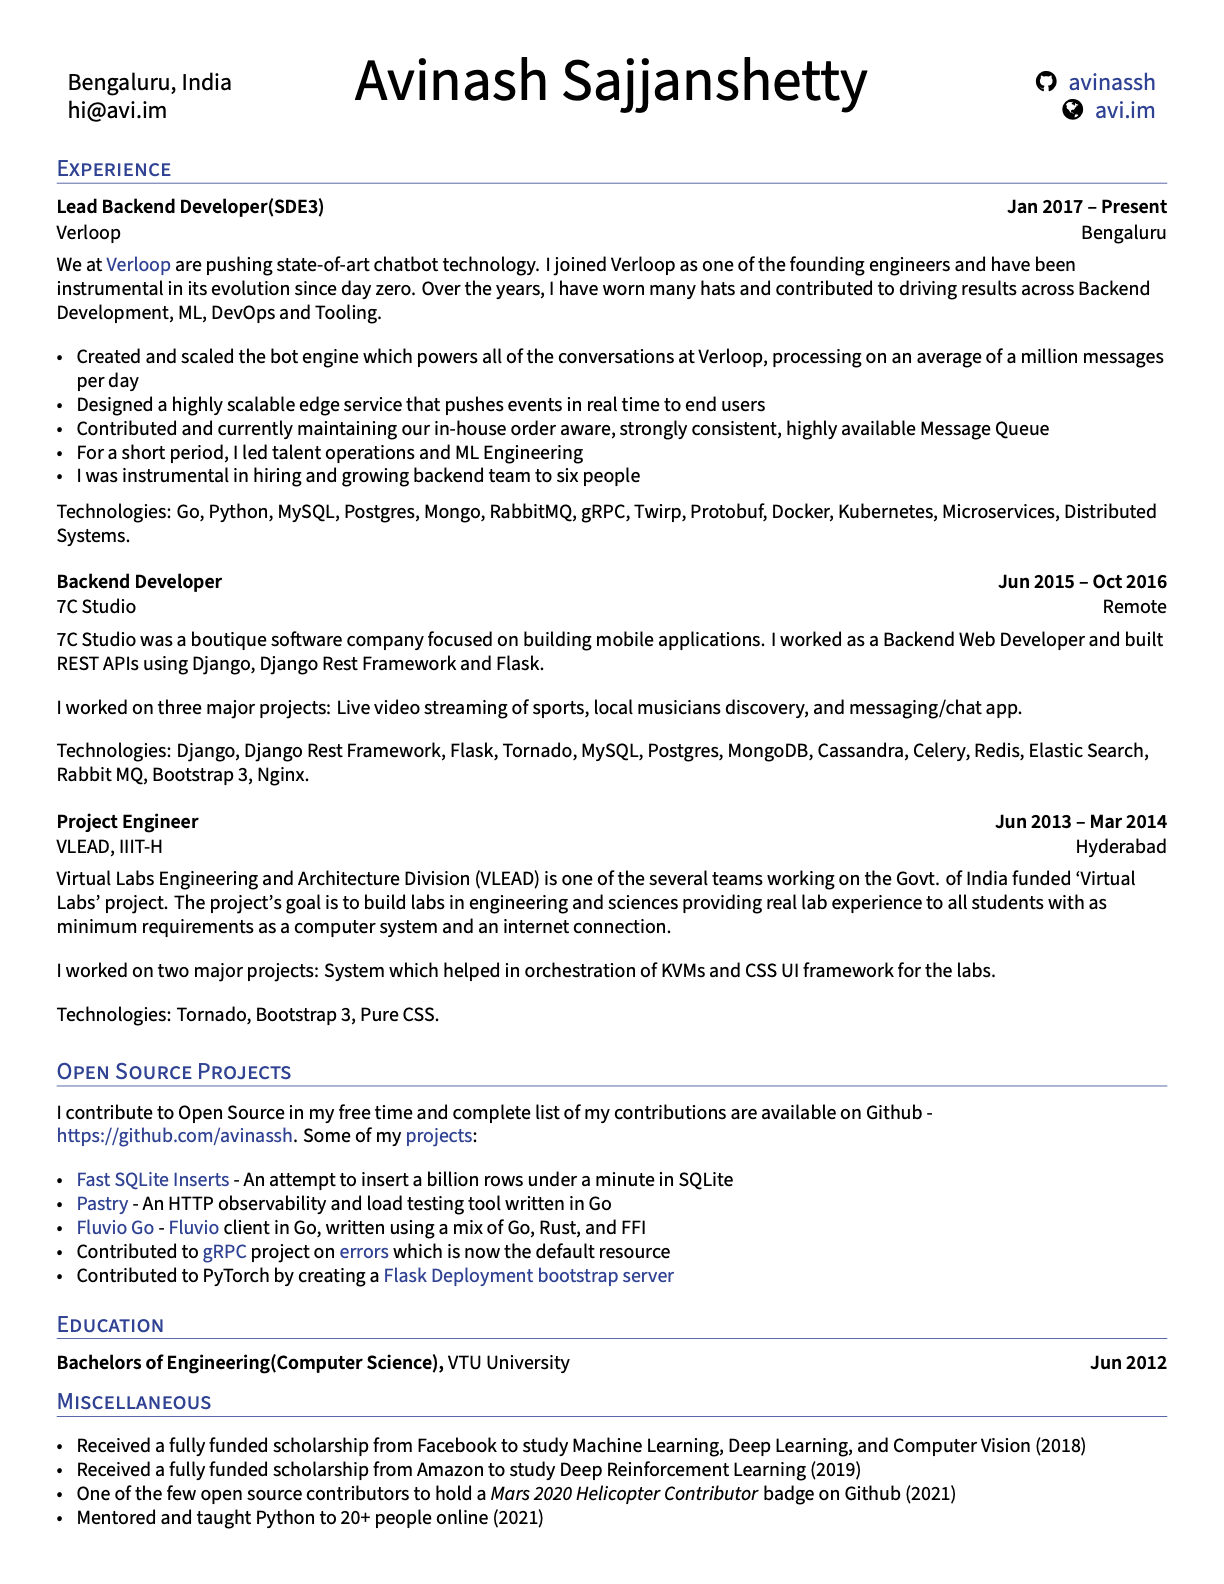 Bengaluru, India
hi@avi.im
Avinash Sajjanshetty
avinassh
avi.im
Experience
Lead Backend Developer(SDE3) Jan 2017 – Present
Verloop Bengaluru
We at Verloop are pushing state-of-art chatbot technology. I joined Verloop as one of the founding engineers and have been
instrumental in its evolution since day zero. Over the years, I have worn many hats and contributed to driving results across Backend
Development, ML, DevOps and Tooling.
• Created and scaled the bot engine which powers all of the conversations at Verloop, processing on an average of a million messages
per day
• Designed a highly scalable edge service that pushes events in real time to end users
• Contributed and currently maintaining our in-house order aware, strongly consistent, highly available Message Queue
• For a short period, I led talent operations and ML Engineering
• I was instrumental in hiring and growing backend team to six people
Technologies: Go, Python, MySQL, Postgres, Mongo, RabbitMQ, gRPC, Twirp, Protobuf, Docker, Kubernetes, Microservices, Distributed
Systems.
Backend Developer Jun 2015 – Oct 2016
7C Studio Remote
7C Studio was a boutique software company focused on building mobile applications. I worked as a Backend Web Developer and built
REST APIs using Django, Django Rest Framework and Flask.
I worked on three major projects: Live video streaming of sports, local musicians discovery, and messaging/chat app.
Technologies: Django, Django Rest Framework, Flask, Tornado, MySQL, Postgres, MongoDB, Cassandra, Celery, Redis, Elastic Search,
Rabbit MQ, Bootstrap 3, Nginx.
Project Engineer Jun 2013 – Mar 2014
VLEAD, IIIT-H Hyderabad
Virtual Labs Engineering and Architecture Division (VLEAD) is one of the several teams working on the Govt. of India funded ‘Virtual
Labs’ project. The project’s goal is to build labs in engineering and sciences providing real lab experience to all students with as
minimum requirements as a computer system and an internet connection.
I worked on two major projects: System which helped in orchestration of KVMs and CSS UI framework for the labs.
Technologies: Tornado, Bootstrap 3, Pure CSS.
Open Source Projects
I contribute to Open Source in my free time and complete list of my contributions are available on Github -
https://github.com/avinassh. Some of my projects:
• Fast SQLite Inserts - An attempt to insert a billion rows under a minute in SQLite
• Pastry - An HTTP observability and load testing tool written in Go
• Fluvio Go - Fluvio client in Go, written using a mix of Go, Rust, and FFI
• Contributed to gRPC project on errors which is now the default resource
• Contributed to PyTorch by creating a Flask Deployment bootstrap server
Education
Bachelors of Engineering(Computer Science), VTU University Jun 2012
Miscellaneous
• Received a fully funded scholarship from Facebook to study Machine Learning, Deep Learning, and Computer Vision (2018)
• Received a fully funded scholarship from Amazon to study Deep Reinforcement Learning (2019)
• One of the few open source contributors to hold a Mars 2020 Helicopter Contributor badge on Github (2021)
• Mentored and taught Python to 20+ people online (2021)